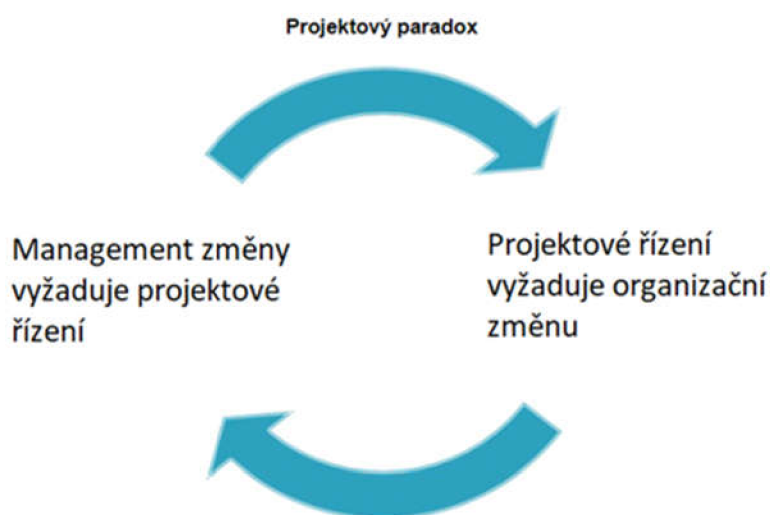 Projektový paradox
Management změny
vyžaduje projektové
řízení
Projektové řízení
vyžaduje organizační
změnu